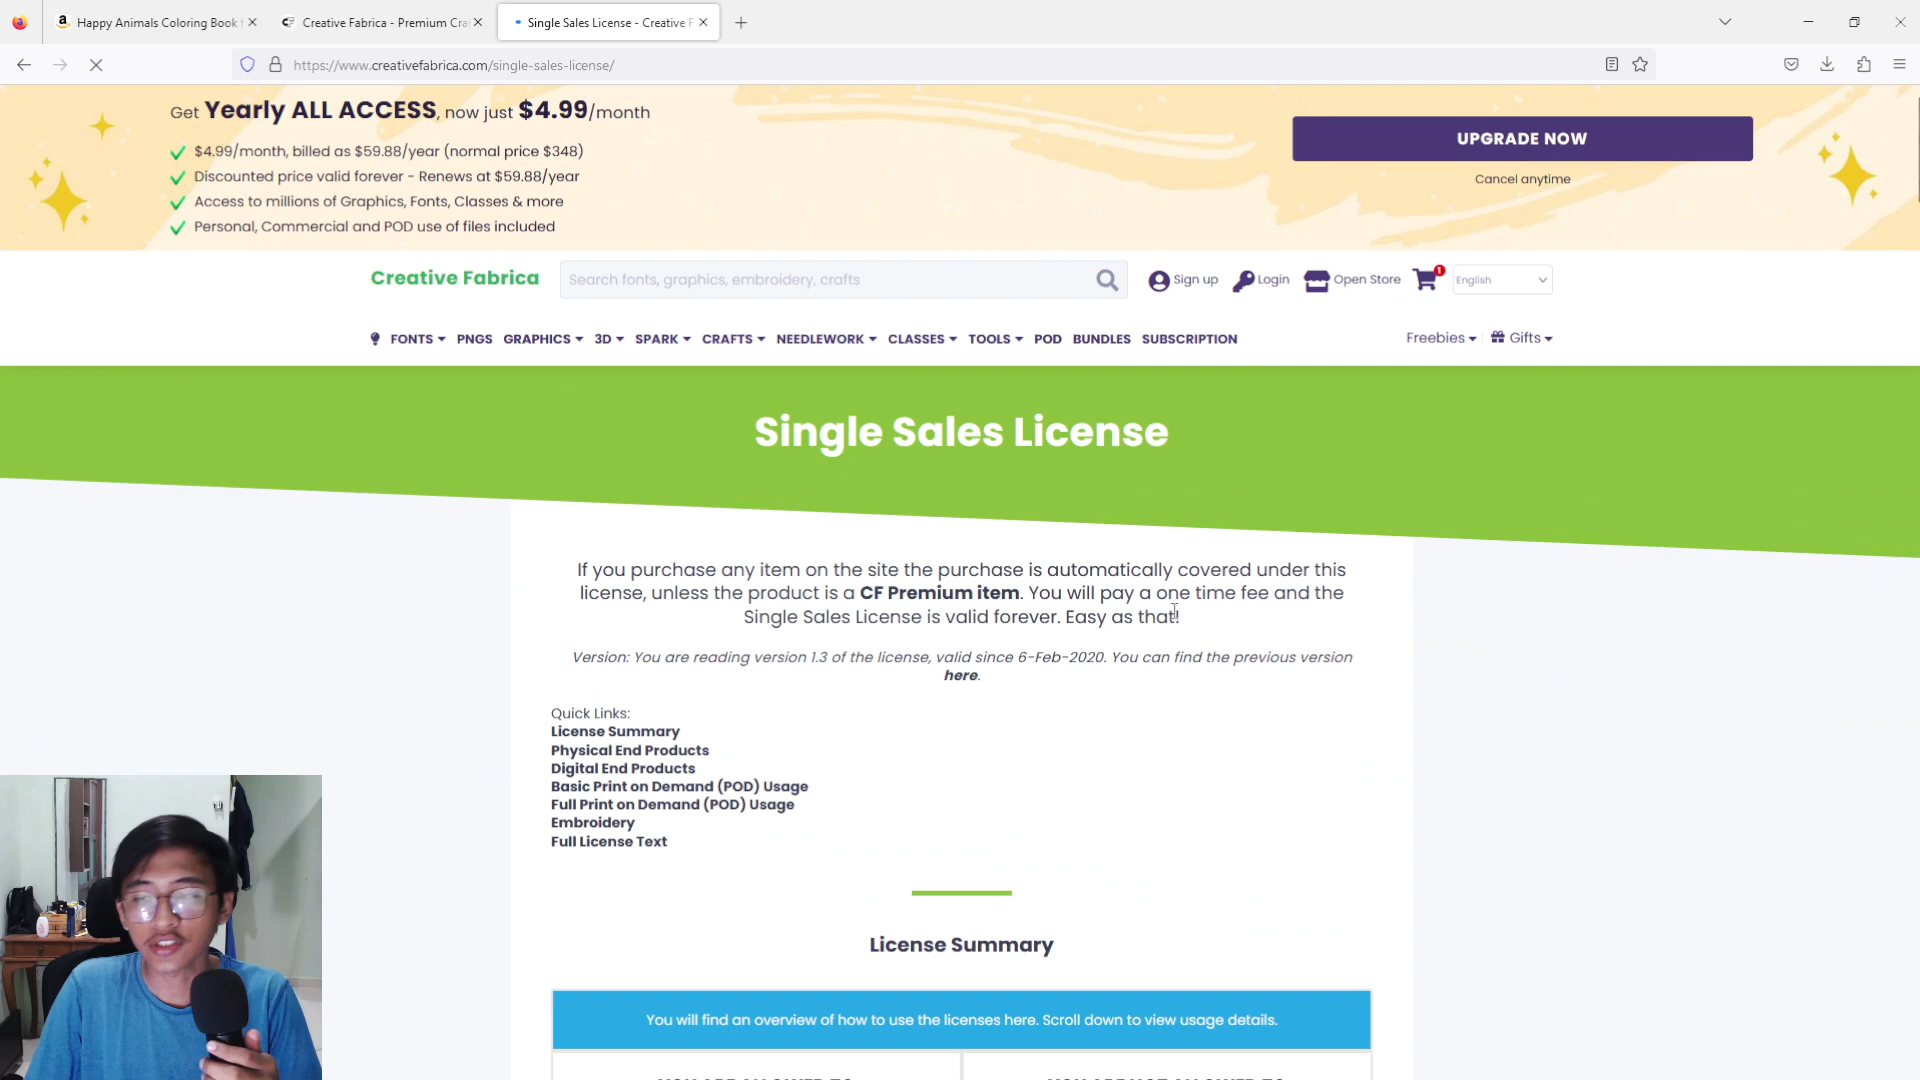 Happy Animals Coloring Book f
Creative Fabrica - Premium Cra
Single Sales License - Creative F
https://www.creativefabrica.com/single-sales-license/
Get Yearly ALL ACCESS, now just $4.99/month
$4.99/month, billed as $59.88/year (normal price $348)
Discounted price valid forever - Renews at $59.88/year
Access to millions of Graphics, Fonts, Classes & more
Personal, Commercial and POD use of files included
UPGRADE NOW
Cancel anytime
Creative Fabrica
Search fonts, graphics, embroidery, crafts
Sign up
Login
Open Store
1
English
FONTS PNGS GRAPHICS 3D SPARK CRAFTS NEEDLEWORK CLASSES TOOLS POD BUNDLES SUBSCRIPTION
Freebies
Gifts
Single Sales License
If you purchase any item on the site the purchase is automatically covered under this
license, unless the product is a CF Premium item. You will pay a one time fee and the
Single Sales License is valid forever. Easy as that!
Version: You are reading version 1.3 of the license, valid since 6-Feb-2020. You can find the previous version
here.
Quick Links:
License Summary
Physical End Products
Digital End Products
Basic Print on Demand (POD) Usage
Full Print on Demand (POD) Usage
Embroidery
Full License Text
License Summary
You will find an overview of how to use the licenses here. Scroll down to view usage details.
YOU ARE ALLOWED TO
YOU ARE NOT ALLOWED TO